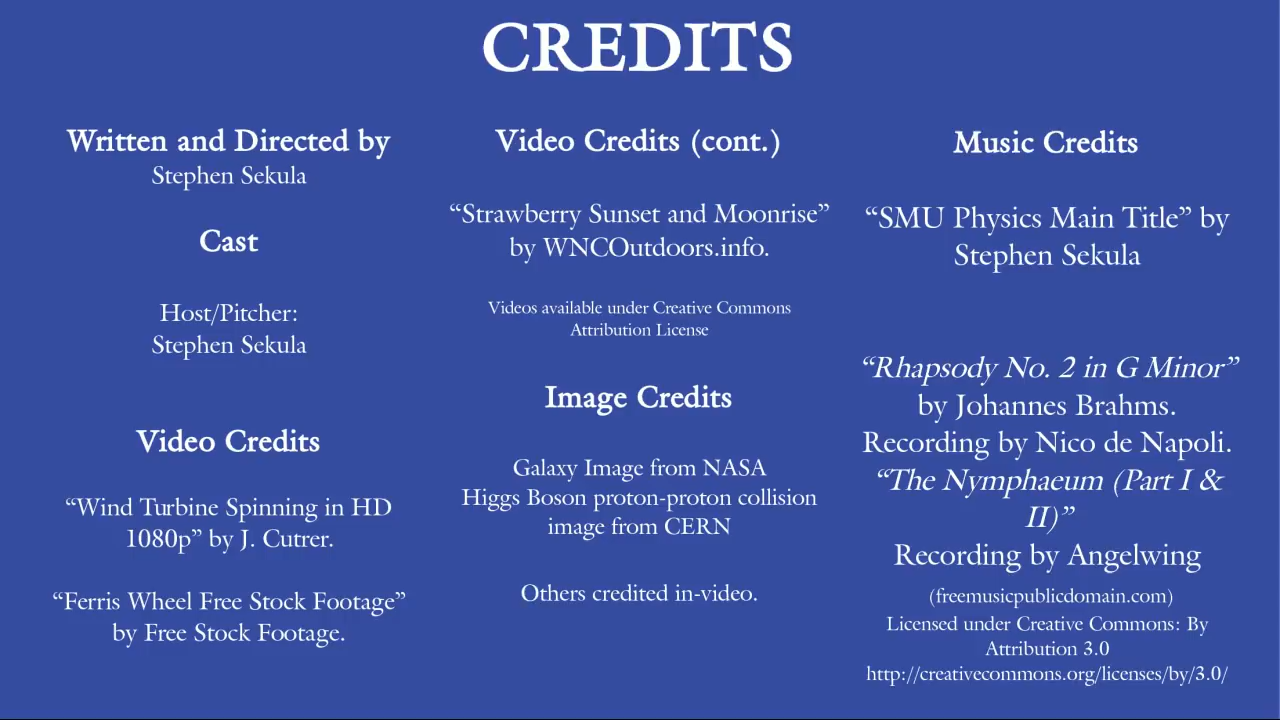 CREDITS
Written and Directed by
Stephen Sekula
Cast
Host/Pitcher:
Stephen Sekula
Video Credits
“Wind Turbine Spinning in HD
1080p” by J. Cutrer.
“Ferris Wheel Free Stock Footage”
by Free Stock Footage.
Video Credits (cont.)
“Strawberry Sunset and Moonrise”
by WNCOutdoors.info.
Videos available under Creative Commons
Attribution License
Image Credits
Galaxy Image from NASA
Higgs Boson proton-proton collision
image from CERN
Others credited in-video.
Music Credits
“SMU Physics Main Title” by
Stephen Sekula
“Rhapsody No. 2 in G Minor”
by Johannes Brahms.
Recording by Nico de Napoli.
“The Nymphaeum (Part I &
II)”
Recording by Angelwing
(freemusicpublicdomain.com)
Licensed under Creative Commons: By
Attribution 3.0
http://creativecommons.org/licenses/by/3.0/